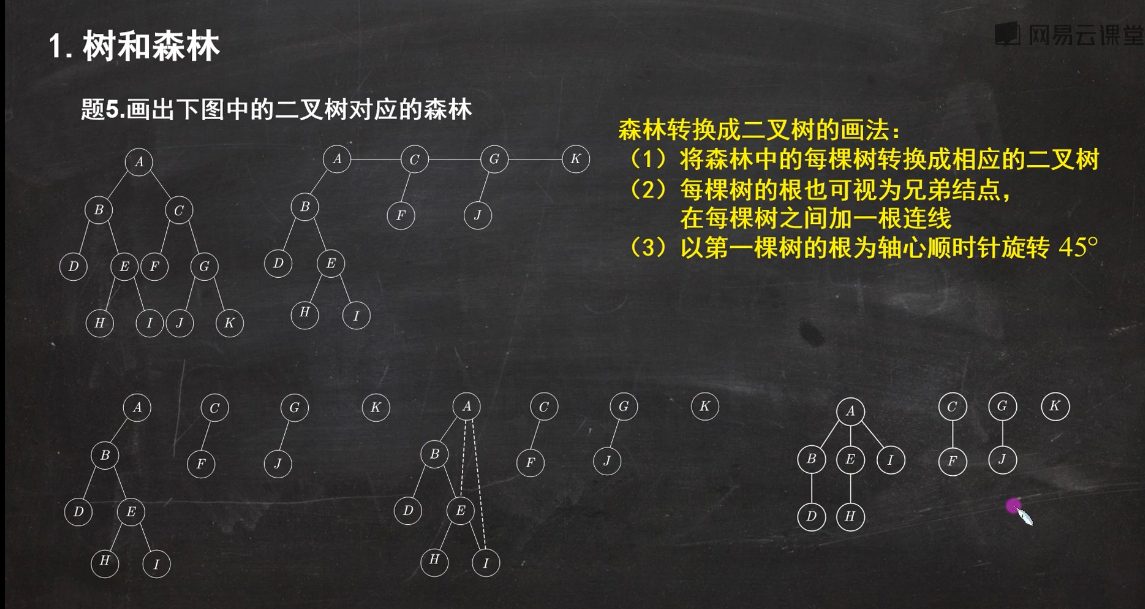 1. 树和森林
网易云课堂
题5.画出下图中的二叉树对应的森林
森林转换成二叉树的画法：
（1）将森林中的每棵树转换成相应的二叉树
（2）每棵树的根也可视为兄弟结点，
在每棵树之间加一根连线
（3）以第一棵树的根为轴心顺时针旋转 45°
A
B C
D E F G
H I J K
A C G K
B F J
D E
H I
A C G K
B F J
D E
H I
A C G K
B F J
D E
H I
A C G K
B E I F J
D H